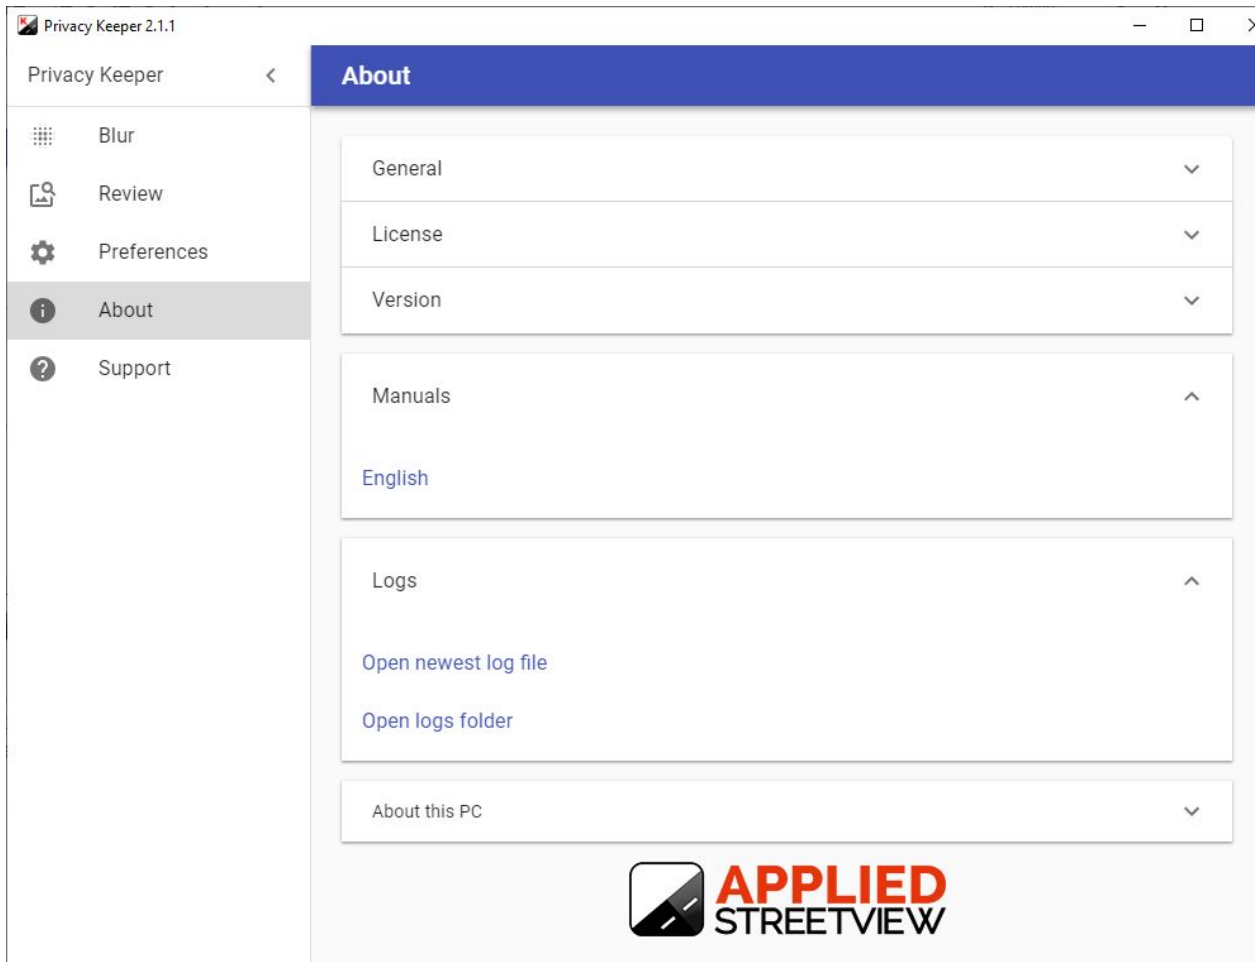 Privacy Keeper 2.1.1
Privacy Keeper
About
Blur
Review
Preferences
About
Support
General
License
Version
Manuals
English
Logs
Open newest log file
Open logs folder
About this PC
APPLIED
STREETVIEW